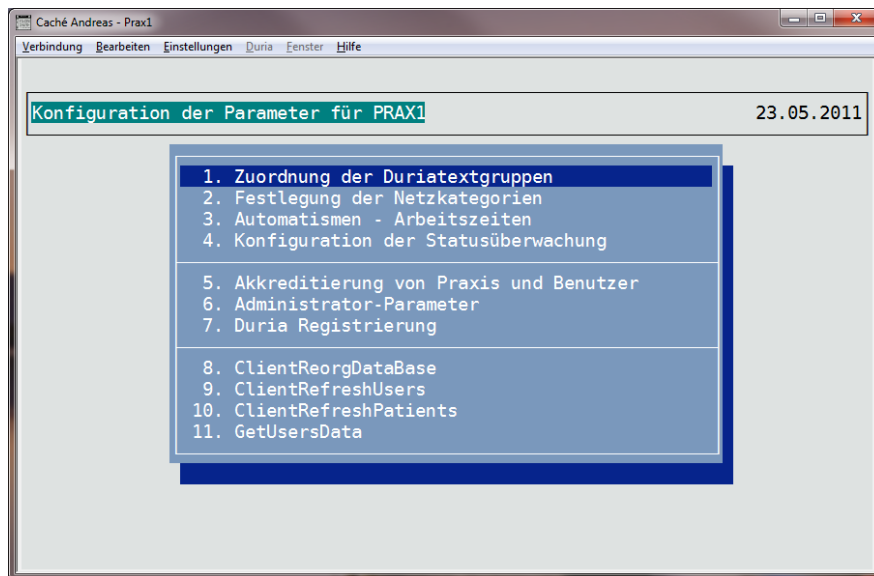 Caché Andreas - Prax1
Verbindung Bearbeiten Einstellungen Duria Fenster Hilfe
Konfiguration der Parameter für PRAX1 23.05.2011
1. Zuordnung der Duriatextgruppen
2. Festlegung der Netzkategorien
3. Automatismen - Arbeitszeiten
4. Konfiguration der Statusüberwachung
5. Akkreditierung von Praxis und Benutzer
6. Administrator-Parameter
7. Duria Registrierung
8. ClientReorgDataBase
9. ClientRefreshUsers
10. ClientRefreshPatients
11. GetUsersData